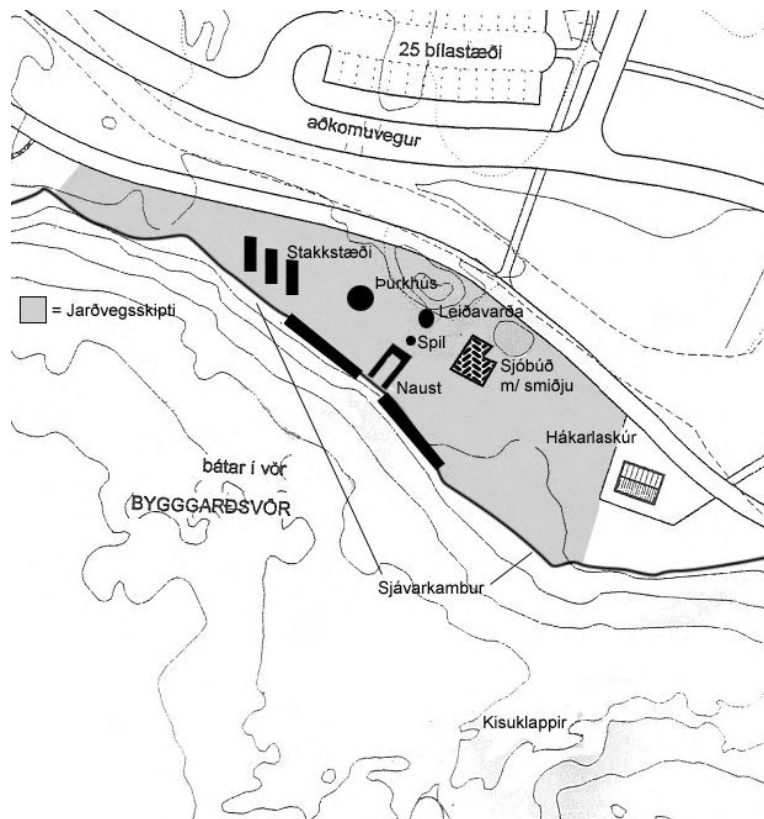 25 bílastæði
aðkomuvegur
Stakkstæði
Þurkhús
Leiðavarða
= Jarðvegsskipti
Spil
Sjóbúð
m/ smiðju
Naust
Hákarlaskúr
bátar í vör
BYGGGARÐSVÖR
Sjávarkambur
Kisuklappir